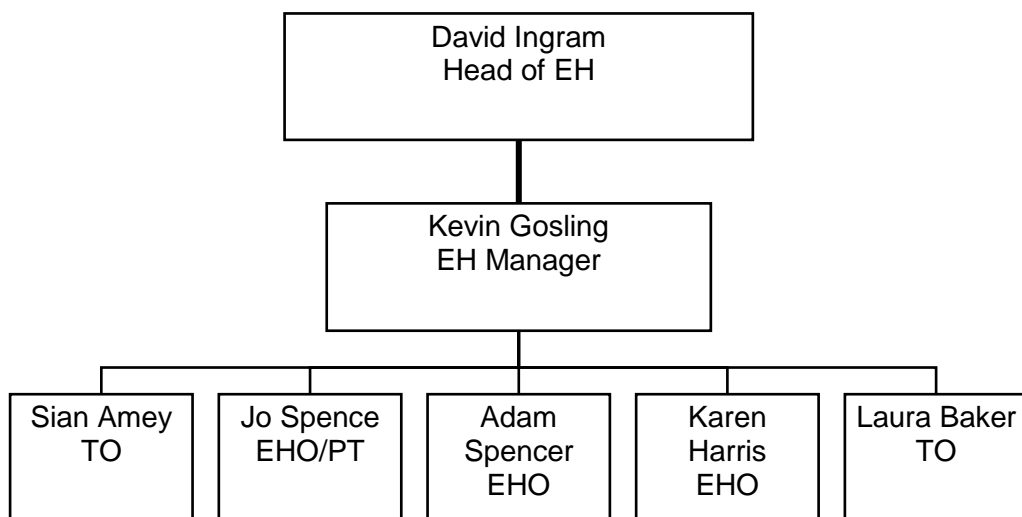 David Ingram
Head of EH
Kevin Gosling
EH Manager
Sian Amey
TO
Jo Spence
EHO/PT
Adam
Spencer
EHO
Karen
Harris
EHO
Laura Baker
TO